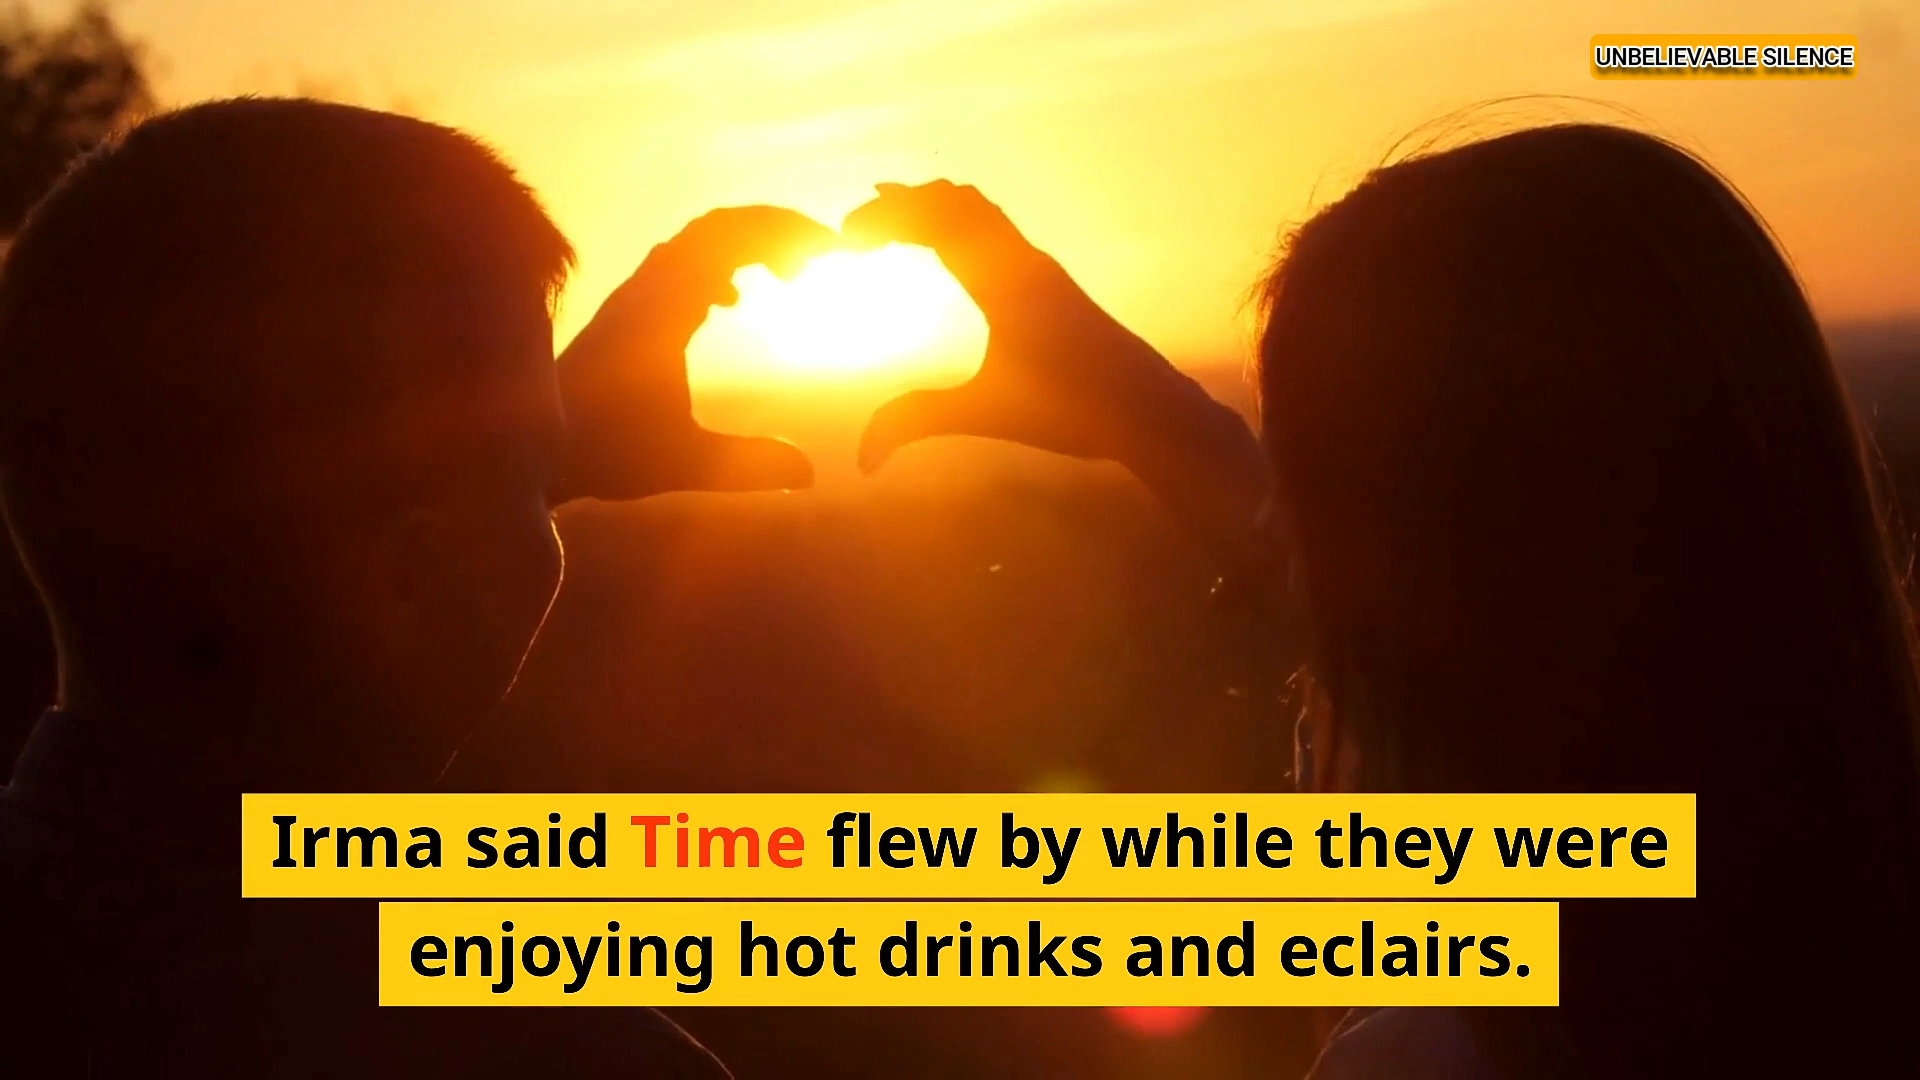 UNBELIEVABLE SILENCE
Irma said Time flew by while they were
enjoying hot drinks and eclairs.